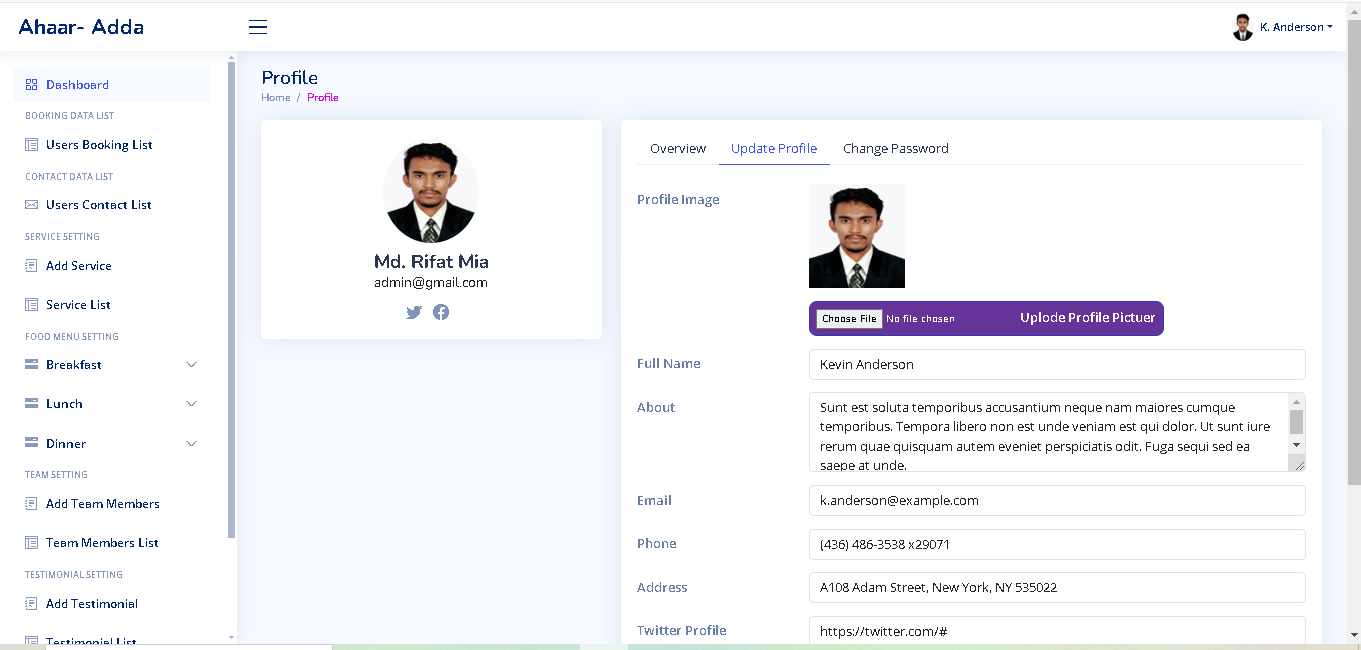 Ahaar- Adda
K. Anderson
Dashboard
BOOKING DATA LIST
Users Booking List
CONTACT DATA LIST
Users Contact List
SERVICE SETTING
Add Service
Service List
FOOD MENU SETTING
Breakfast
Lunch
Dinner
TEAM SETTING
Add Team Members
Team Members List
TESTIMONIAL SETTING
Add Testimonial
Testimonial List
Profile
Home / Profile
Md. Rifat Mia
admin@gmail.com
Overview Update Profile Change Password
Profile Image
Choose File No file chosen Uplode Profile Pictuer
Full Name Kevin Anderson
About Sunt est soluta temporibus accusantium neque nam maiores cumque
temporibus. Tempora libero non est unde veniam est qui dolor. Ut sunt iure
rerum quae quisquam autem eveniet perspiciatis odit. Fuga sequi sed ea
saepe at unde.
Email k.anderson@example.com
Phone (436) 486-3538 x29071
Address A108 Adam Street, New York, NY 535022
Twitter Profile https://twitter.com/#